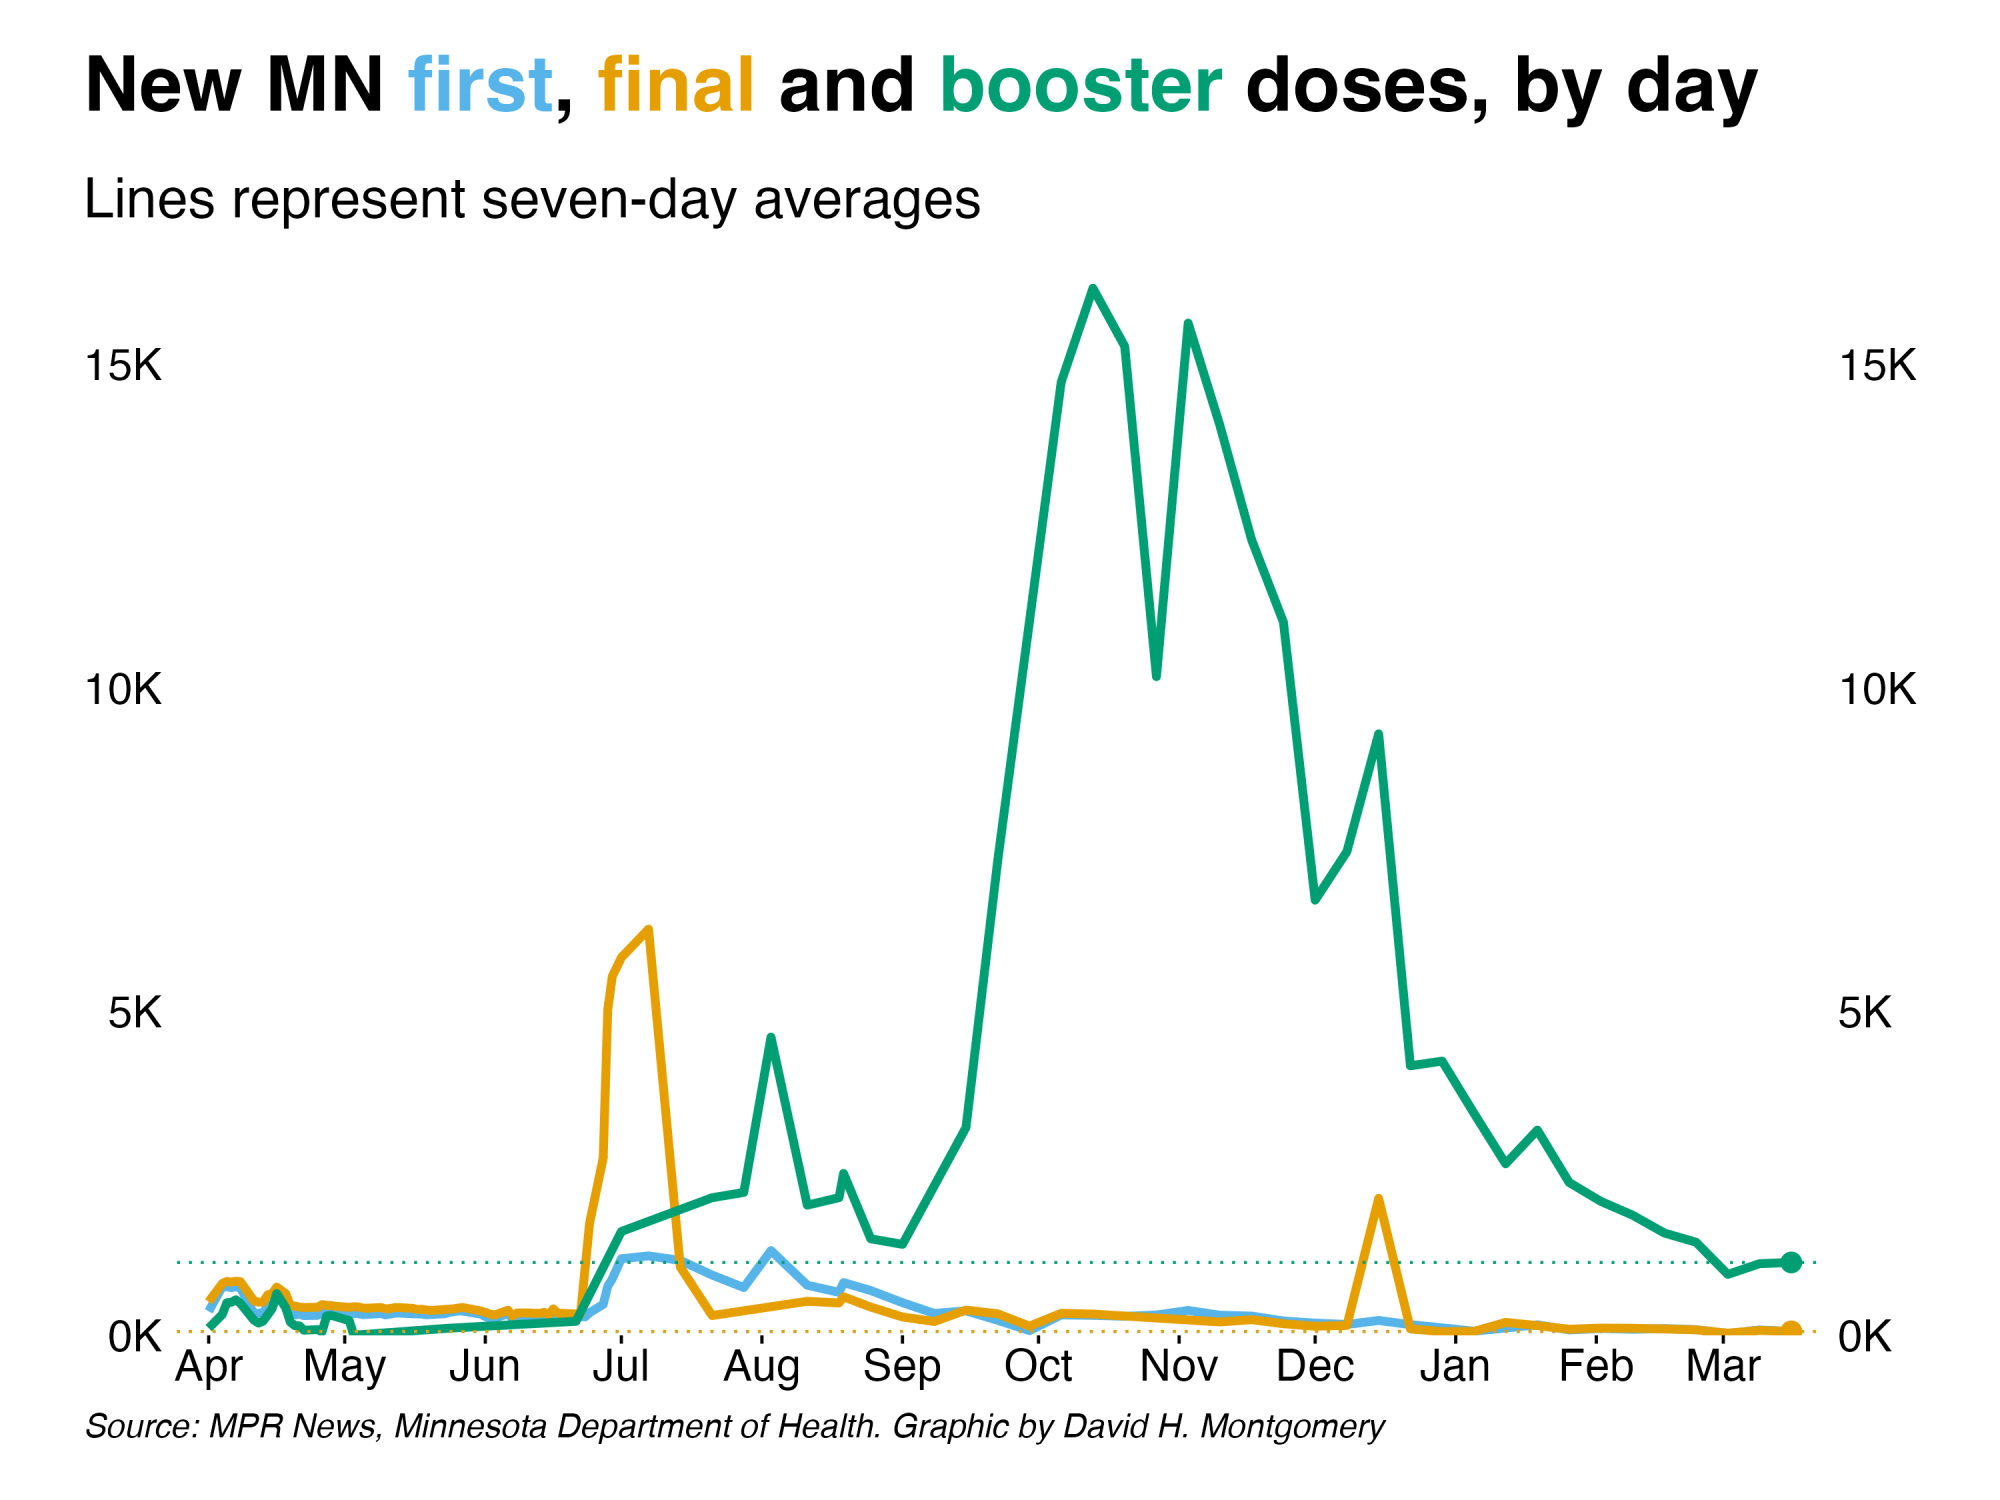 New MN first, final and booster doses, by day
Lines represent seven-day averages
15K 15K
10K 10K
5K 5K
0K 0K
Apr May Jun Jul Aug Sep Oct Nov Dec Jan Feb Mar
Source: MPR News, Minnesota Department of Health. Graphic by David H. Montgomery